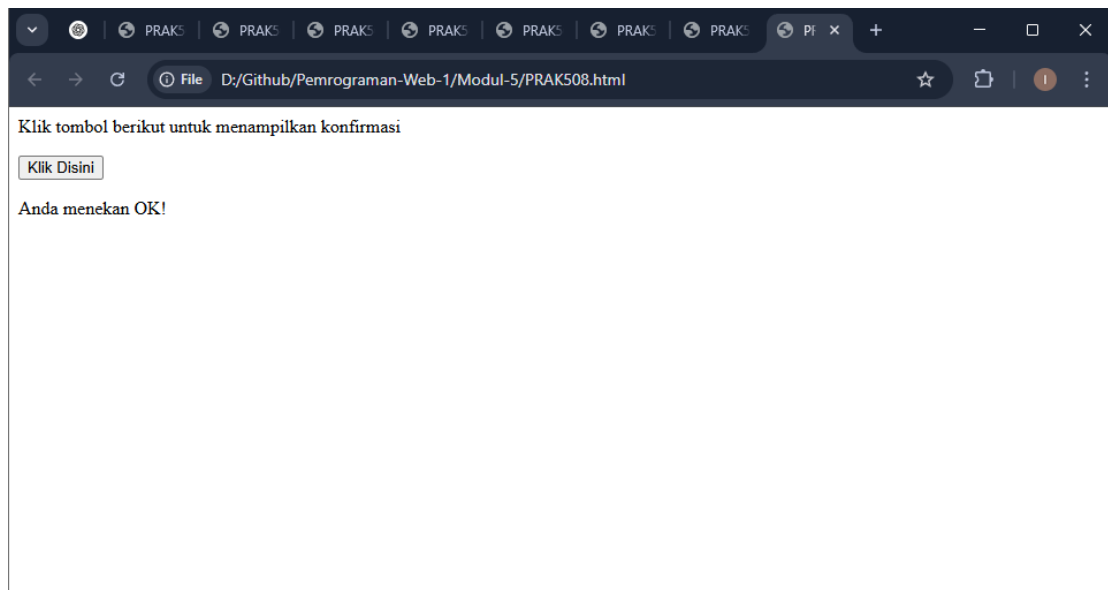 PRAK5 PRAK5 PRAK5 PRAK5 PRAK5 PRAK5 PRAK5 PF
File D:/Github/Pemrograman-Web-1/Modul-5/PRAK508.html I
Klik tombol berikut untuk menampilkan konfirmasi
Klik Disini
Anda menekan OK!